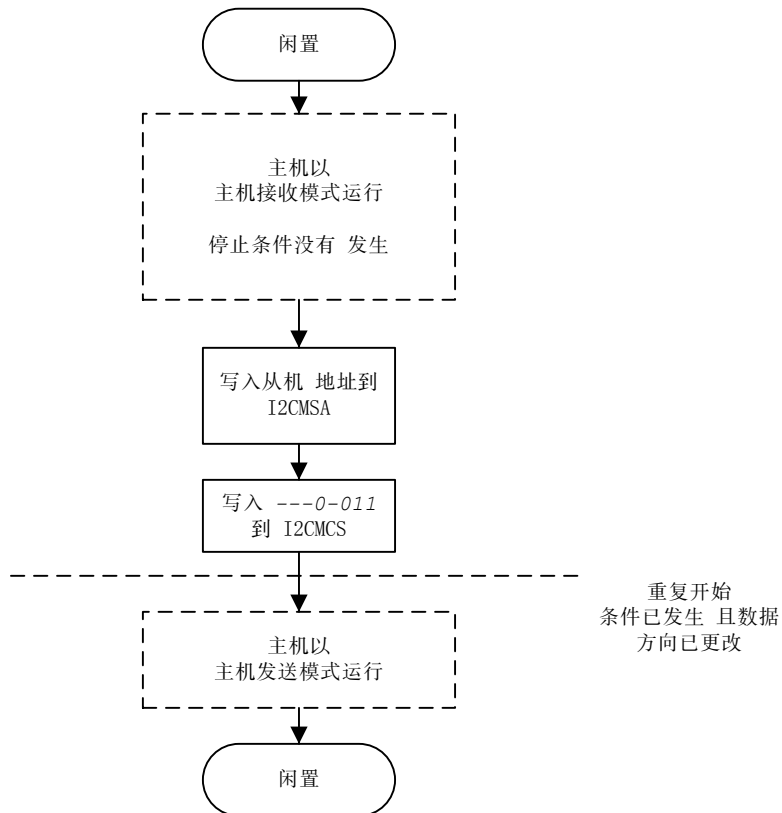 闲置
主机以
主机接收模式运行
停止条件没有 发生
写入从机 地址到
I2CMSA
写入 ---0-011
到 I2CMCS
重复开始
条件已发生 且数据
方向已更改
主机以
主机发送模式运行
闲置